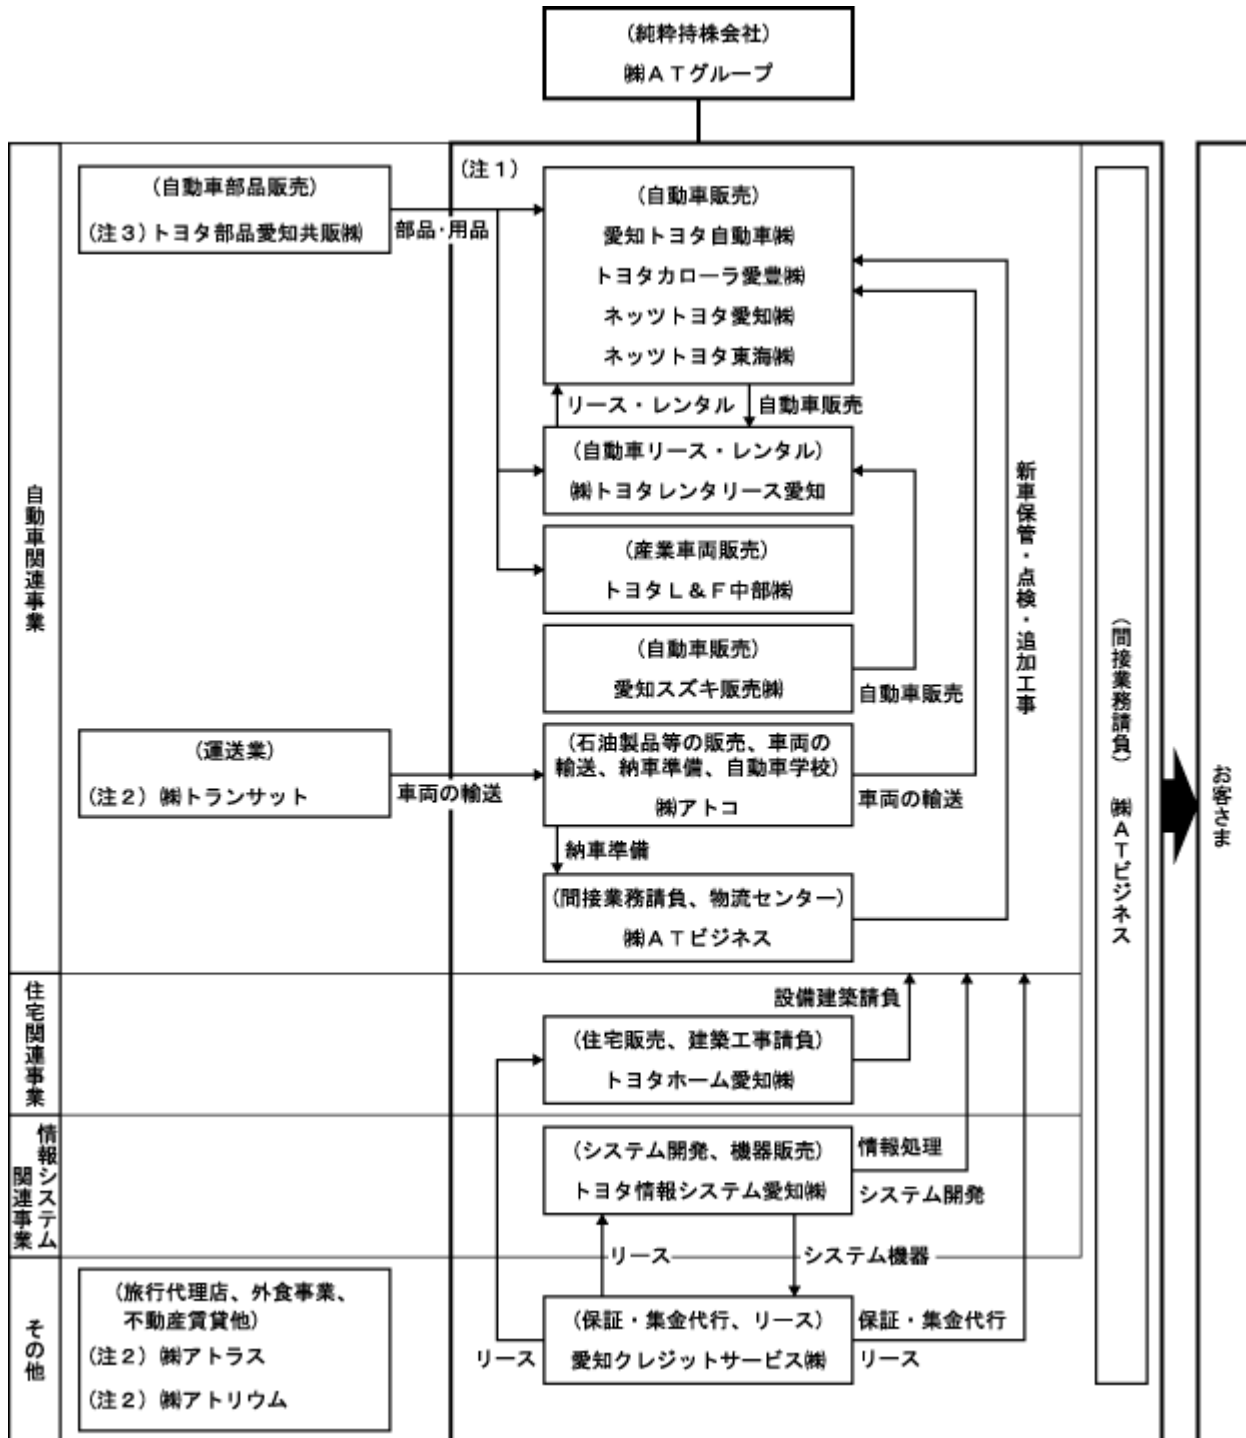 (純粋持株会社)
㈱ATグループ
(注1)
(自動車部品販売)
(注3)トヨタ部品愛知共販㈱
部品・用品
(自動車販売)
愛知トヨタ自動車㈱
トヨタカローラ愛豊㈱
ネッツトヨタ愛知㈱
ネッツトヨタ東海㈱
リース・レンタル
自動車販売
(自動車リース・レンタル)
㈱トヨタレンタリース愛知
(産業車両販売)
トヨタL&F中部㈱
(自動車販売)
愛知スズキ販売㈱
自動車販売
(運送業)
(注2)㈱トランサット
車両の輸送
(石油製品等の販売、車両の
輸送、納車準備、自動車学校)
㈱アトコ
車両の輸送
納車準備
(間接業務請負、物流センター)
㈱ATビジネス
新車保管・点検・追加工事
自動車関連事業
住宅関連事業
設備建築請負
(住宅販売、建築工事請負)
トヨタホーム愛知㈱
情報システム
関連事業
(システム開発、機器販売)
トヨタ情報システム愛知㈱
情報処理
システム開発
リース
システム機器
その他
(旅行代理店、外食事業、
不動産賃貸他)
(注2)㈱アトラス
(注2)㈱アトリウム
リース
(保証・集金代行、リース)
愛知クレジットサービス㈱
保証・集金代行
リース
(間接業務請負) ㈱ATビジネス
お客さま